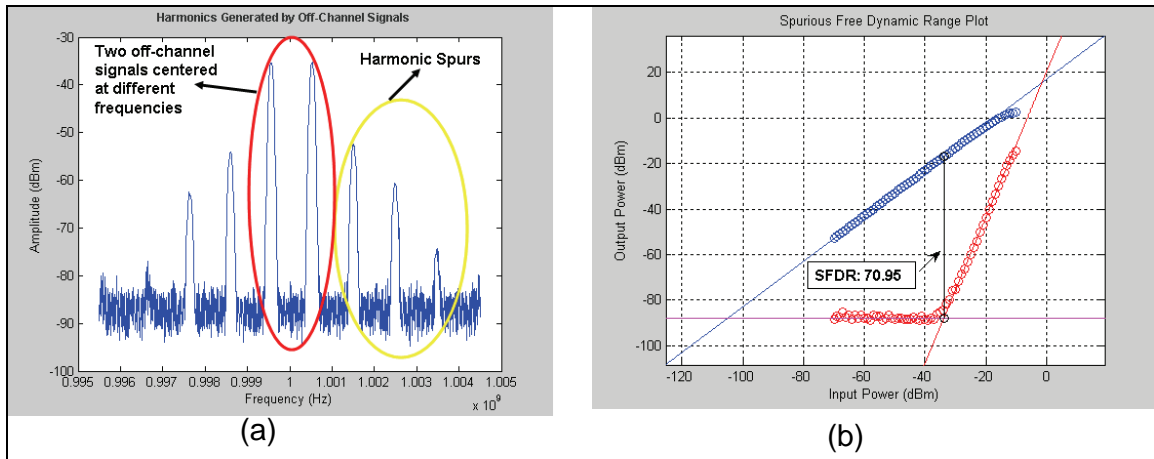 Harmonics Generated by Off-Channel Signals
Two off-channel
signals centered
at different
frequencies
Harmonic Spurs
Amplitude (dBm)
-30
-40
-50
-60
-70
-80
-90
-100
0.995 0.996 0.997 0.998 0.999 1 1.001 1.002 1.003 1.004 1.005
Frequency (Hz)
x 10^9
(a)
Spurious Free Dynamic Range Plot
Output Power (dBm)
20
0
-20
-40
-60
-80
-100
SFDR: 70.95
-120 -100 -80 -60 -40 -20 0
Input Power (dBm)
(b)